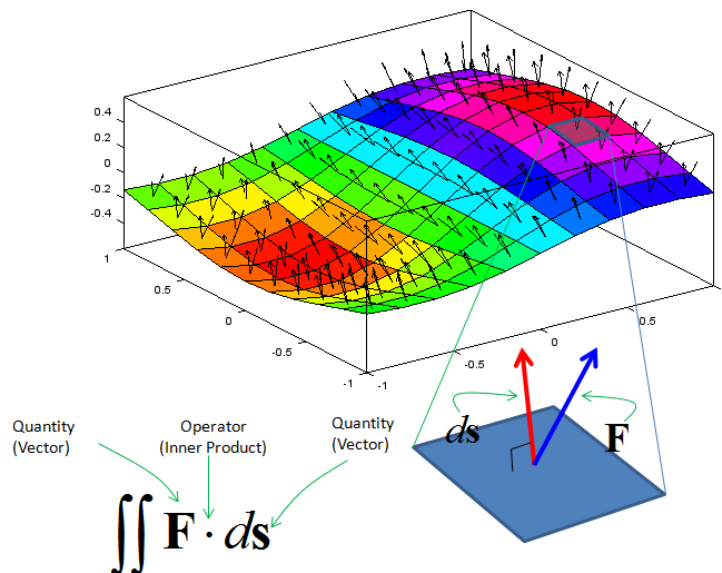 0.4
0.2
0
-0.2
-0.4
1
0.5
0
-0.5
-1
-1
-0.5
0
0.5
ds
F
Quantity
(Vector)
Operator
(Inner Product)
Quantity
(Vector)
∬ F · ds